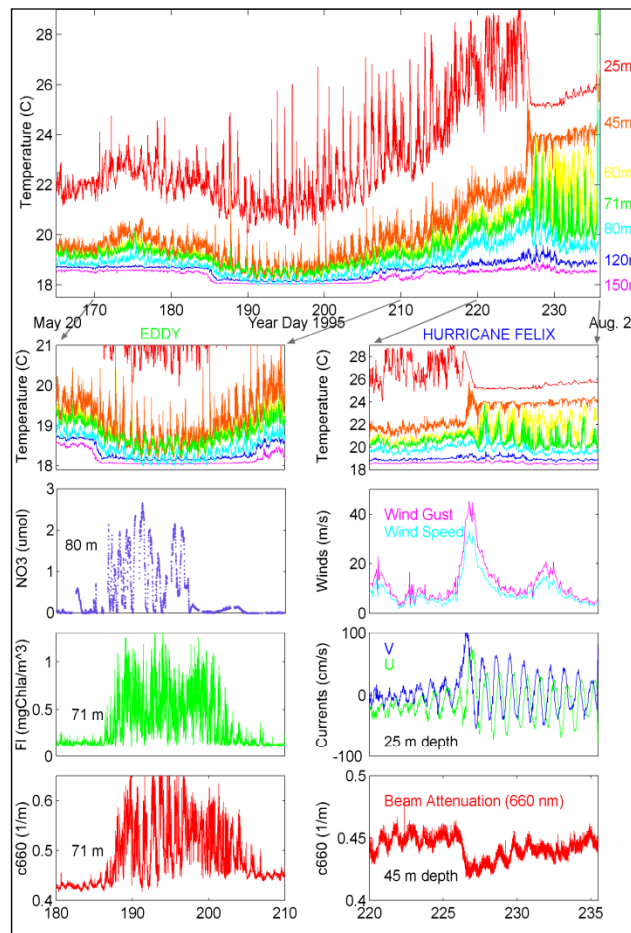 28
26
24
22
20
18
Temperature (C)
25m
45m
60m
71m
80m
120m
150m
170 180 190 200 210 220 230
May 20
Year Day 1995
Aug. 2
EDDY
HURRICANE FELIX
21
20
19
18
Temperature (C)
28
26
24
22
20
18
Temperature (C)
3
2
1
0
NO3 (umol)
80 m
40
20
0
Winds (m/s)
Wind Gust
Wind Speed
1
0.5
0
Fl (mgChla/m^3)
71 m
100
0
-100
Currents (cm/s)
V
U
25 m depth
0.6
0.5
0.4
c660 (1/m)
71 m
180 190 200 210
0.5
0.45
0.4
c660 (1/m)
Beam Attenuation (660 nm)
45 m depth
220 225 230 235